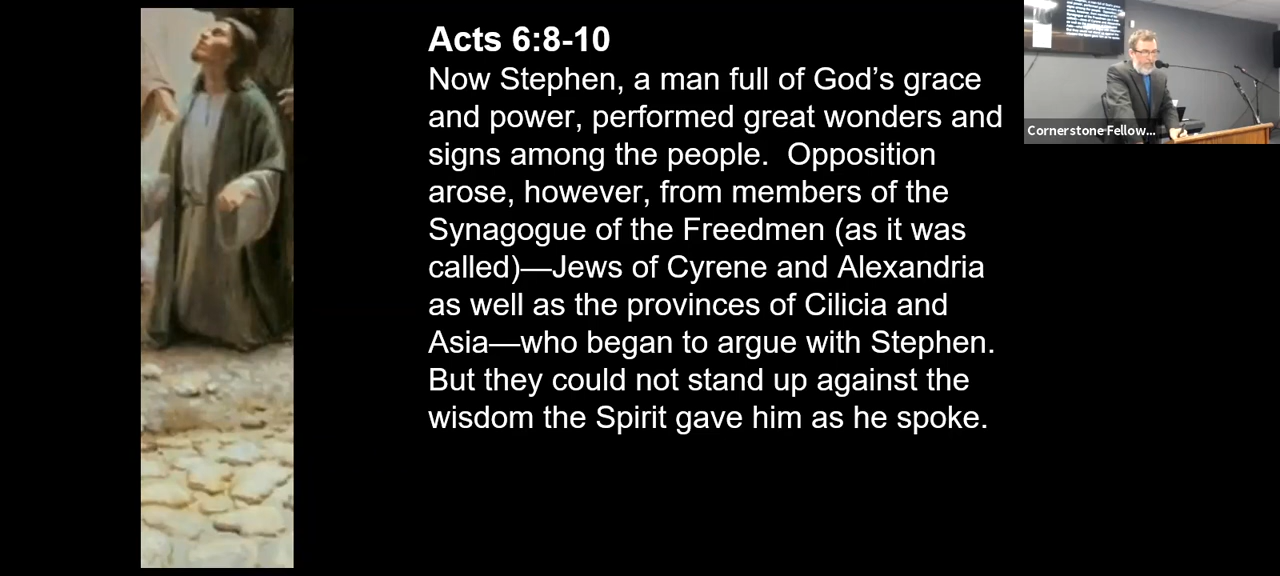 Acts 6:8-10
Now Stephen, a man full of God’s grace
and power, performed great wonders and
signs among the people.  Opposition
arose, however, from members of the
Synagogue of the Freedmen (as it was
called)—Jews of Cyrene and Alexandria
as well as the provinces of Cilicia and
Asia—who began to argue with Stephen.
But they could not stand up against the
wisdom the Spirit gave him as he spoke.
Cornerstone Fellow...